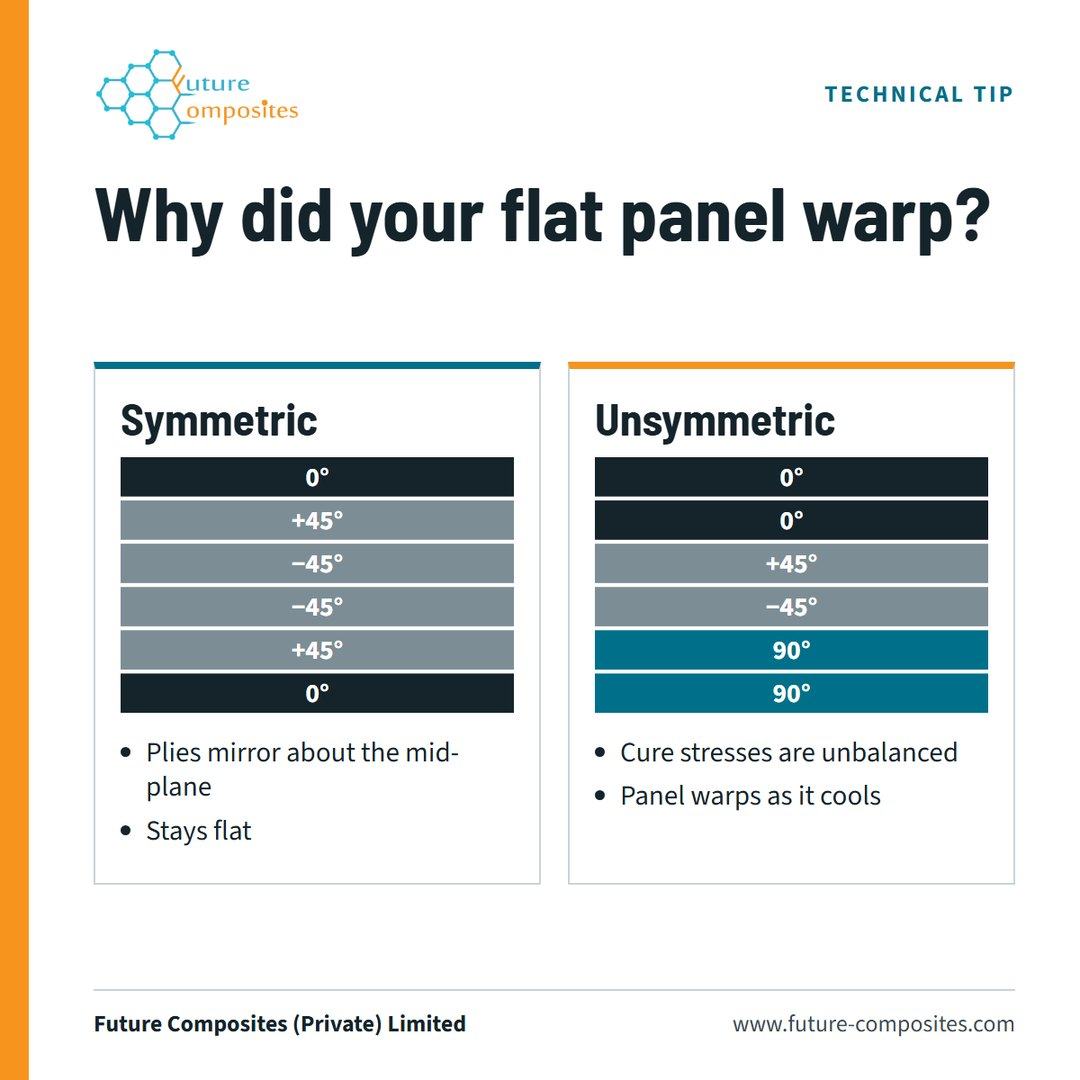 uture
omposites
TECHNICAL TIP
Why did your flat panel warp?
Symmetric
0°
+45°
−45°
−45°
+45°
0°
• Plies mirror about the mid-
plane
• Stays flat
Unsymmetric
0°
0°
+45°
−45°
90°
90°
• Cure stresses are unbalanced
• Panel warps as it cools
Future Composites (Private) Limited
www.future-composites.com